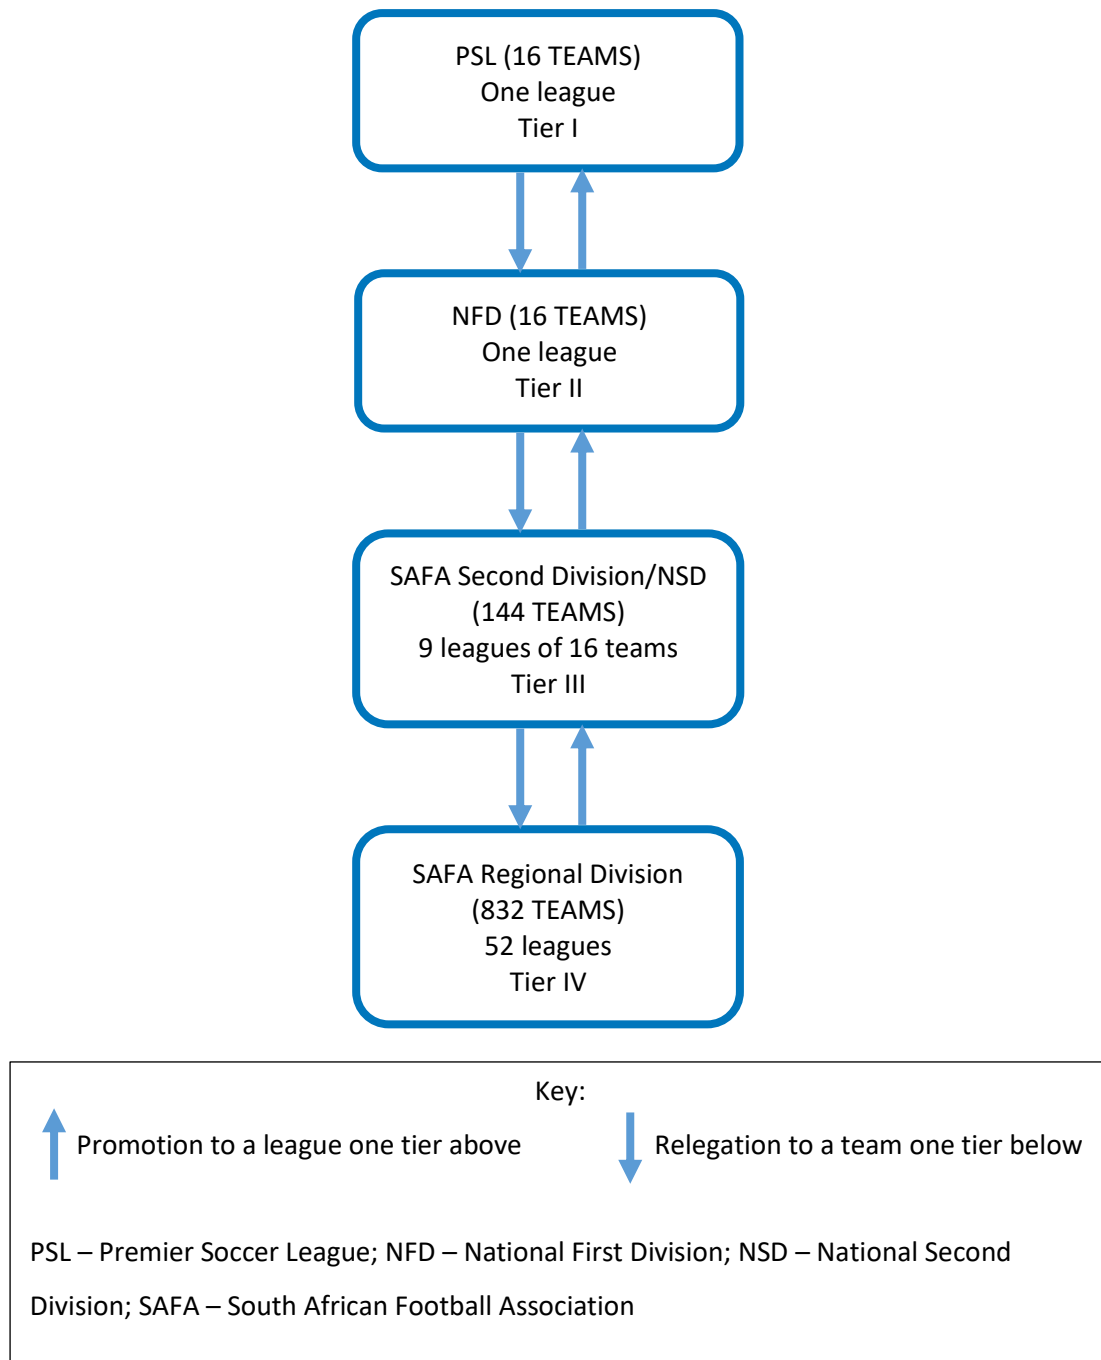 PSL (16 TEAMS)
One league
Tier I
NFD (16 TEAMS)
One league
Tier II
SAFA Second Division/NSD
(144 TEAMS)
9 leagues of 16 teams
Tier III
SAFA Regional Division
(832 TEAMS)
52 leagues
Tier IV
Key:
Promotion to a league one tier above
Relegation to a team one tier below
PSL – Premier Soccer League; NFD – National First Division; NSD – National Second
Division; SAFA – South African Football Association